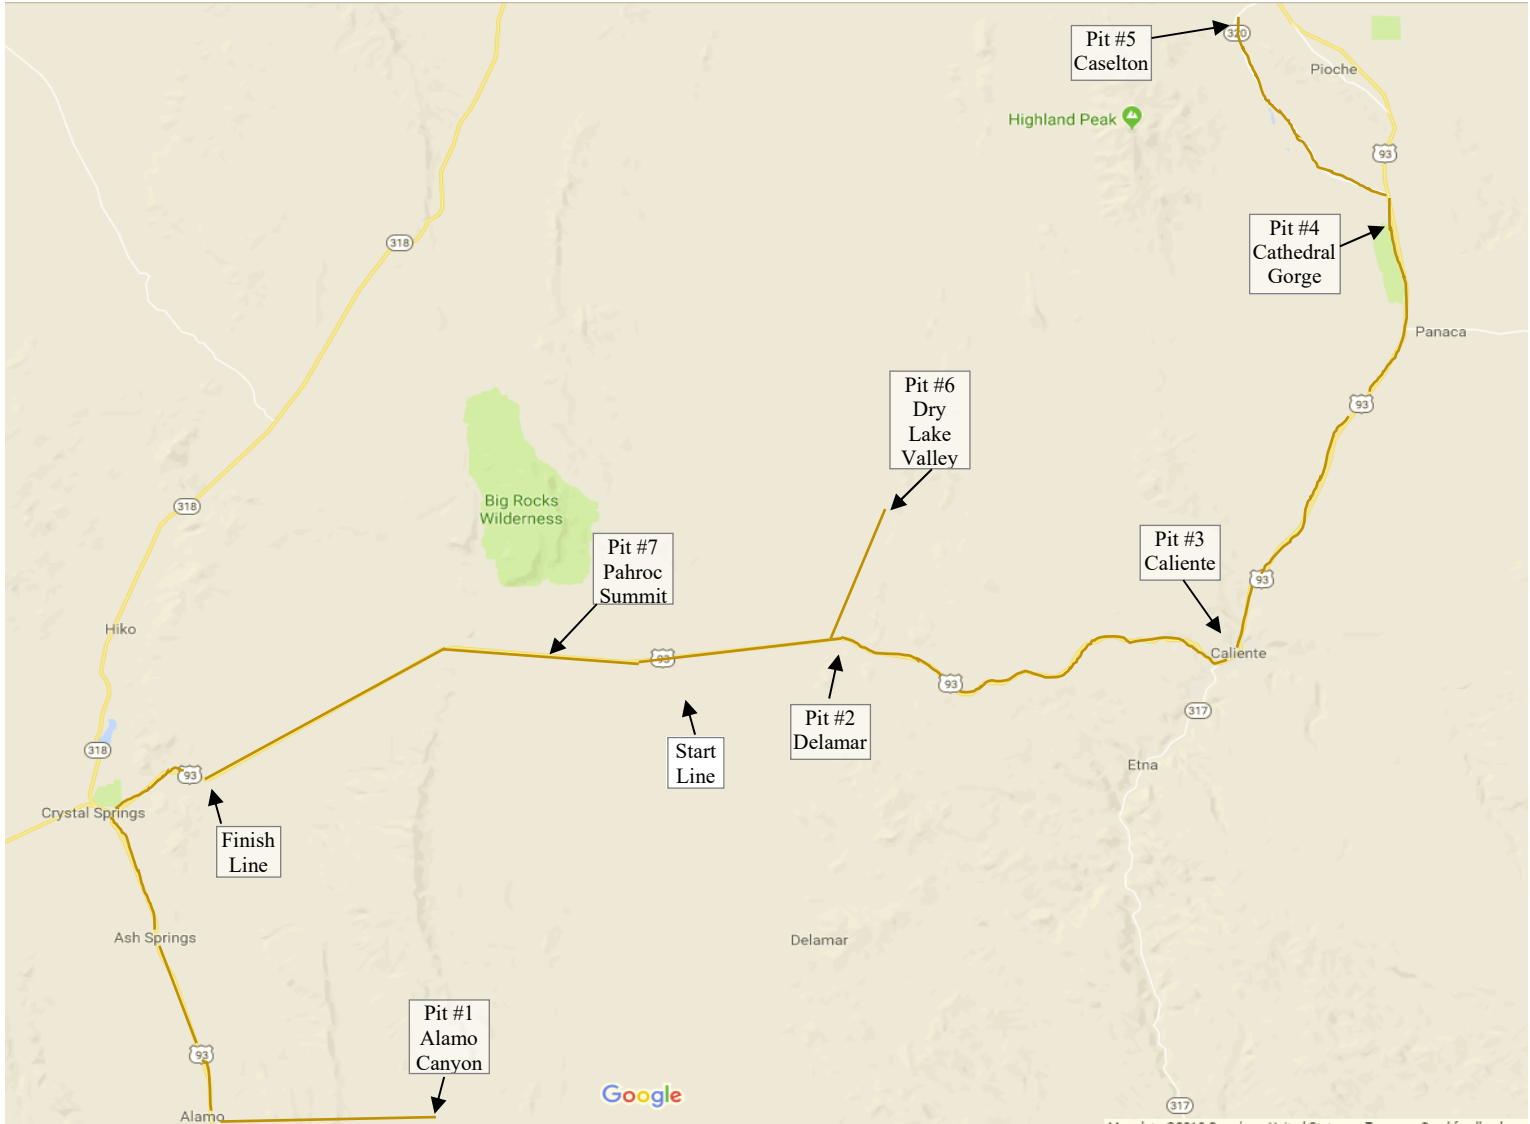 Pit #5
Caselton
320
Pioche
Highland Peak
93
Pit #4
Cathedral
Gorge
318
Panaca
Pit #6
Dry
Lake
Valley
93
Big Rocks
Wilderness
318
Pit #7
Pahroc
Summit
Pit #3
Caliente
93
Hiko
93
Caliente
93
Pit #2
Delamar
317
Start
Line
318
93
Etna
Crystal Springs
Finish
Line
Ash Springs
Delamar
Pit #1
Alamo
Canyon
93
Google
317
Alamo